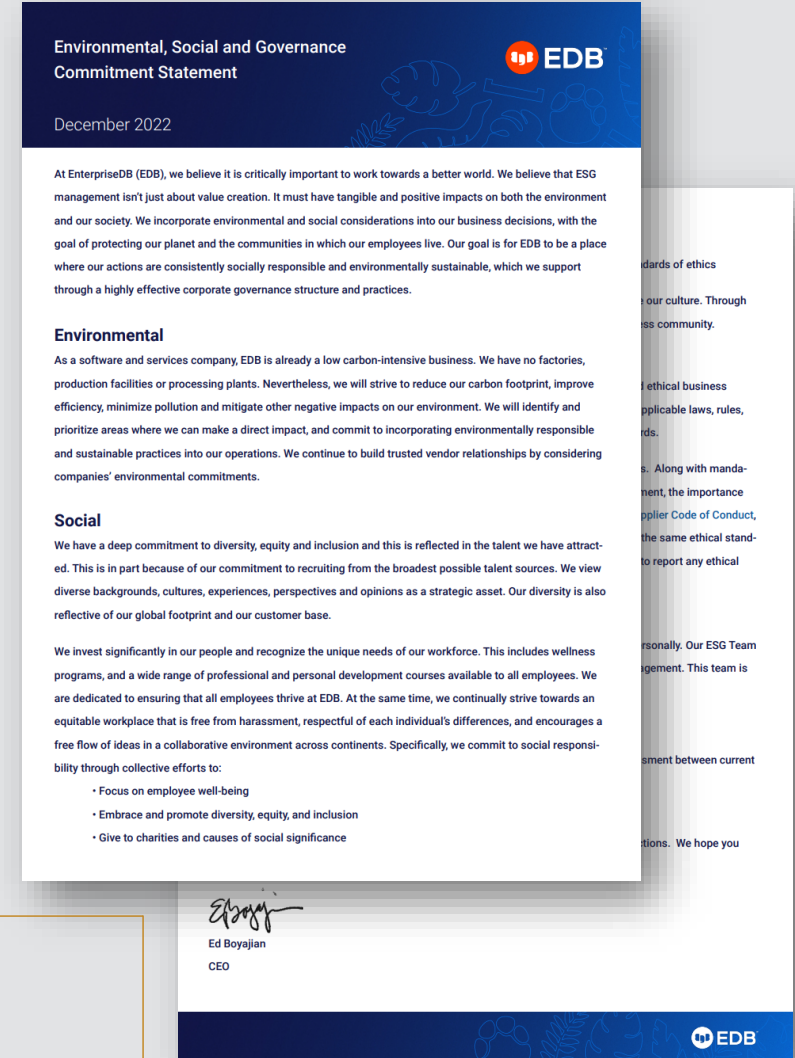 Environmental, Social and Governance
Commitment Statement
EDB
December 2022
At EnterpriseDB (EDB), we believe it is critically important to work towards a better world. We believe that ESG
management isn't just about value creation. It must have tangible and positive impacts on both the environment
and our society. We incorporate environmental and social considerations into our business decisions, with the
goal of protecting our planet and the communities in which our employees live. Our goal is for EDB to be a place
where our actions are consistently socially responsible and environmentally sustainable, which we support
through a highly effective corporate governance structure and practices.
Environmental
As a software and services company, EDB is already a low carbon-intensive business. We have no factories,
production facilities or processing plants. Nevertheless, we will strive to reduce our carbon footprint, improve
efficiency, minimize pollution and mitigate other negative impacts on our environment. We will identify and
prioritize areas where we can make a direct impact, and commit to incorporating environmentally responsible
and sustainable practices into our operations. We continue to build trusted vendor relationships by considering
companies' environmental commitments.
Social
We have a deep commitment to diversity, equity and inclusion and this is reflected in the talent we have attract-
ed. This is in part because of our commitment to recruiting from the broadest possible talent sources. We view
diverse backgrounds, cultures, experiences, perspectives and opinions as a strategic asset. Our diversity is also
reflective of our global footprint and our customer base.
We invest significantly in our people and recognize the unique needs of our workforce. This includes wellness
programs, and a wide range of professional and personal development courses available to all employees. We
are dedicated to ensuring that all employees thrive at EDB. At the same time, we continually strive towards an
equitable workplace that is free from harassment, respectful of each individual's differences, and encourages a
free flow of ideas in a collaborative environment across continents. Specifically, we commit to social responsi-
bility through collective efforts to:
• Focus on employee well-being
• Embrace and promote diversity, equity, and inclusion
• Give to charities and causes of social significance
of ethics
our culture. Through
community.
ethical business
laws, rules,
Along with manda-
the importance
Code of Conduct,
the same ethical stand-
to report any ethical
Our ESG Team
This team is
between current
We hope you
Ed Boyajian
CEO
EDB